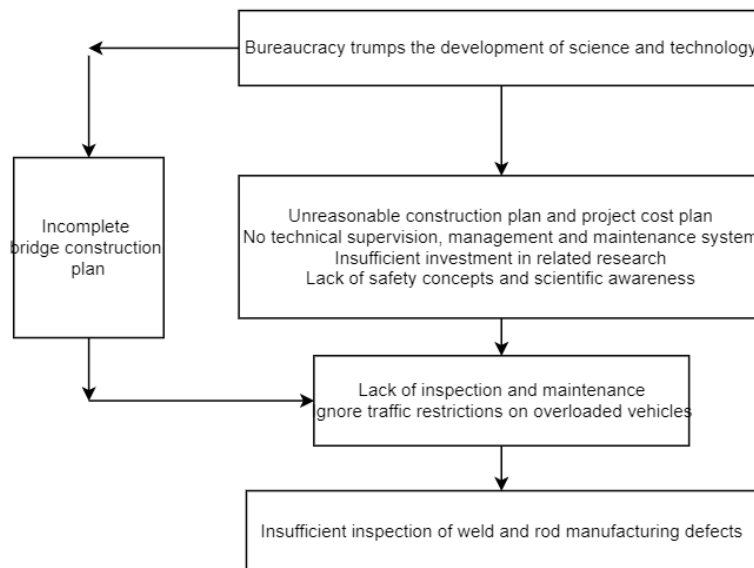 Bureaucracy trumps the development of science and technology
Incomplete
bridge construction
plan
Unreasonable construction plan and project cost plan
No technical supervision, management and maintenance system
Insufficient investment in related research
Lack of safety concepts and scientific awareness
Lack of inspection and maintenance
Ignore traffic restrictions on overloaded vehicles
Insufficient inspection of weld and rod manufacturing defects